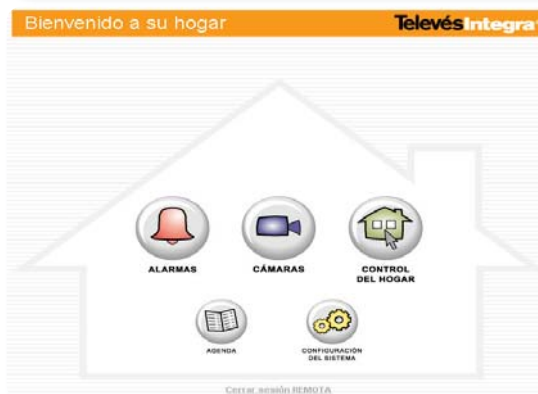 Bienvenido a su hogar
TelevésIntegra
ALARMAS
CÁMARAS
CONTROL
DEL HOGAR
AGENDA
CONFIGURACIÓN
DEL SISTEMA
Cerrar sesión REMOTA